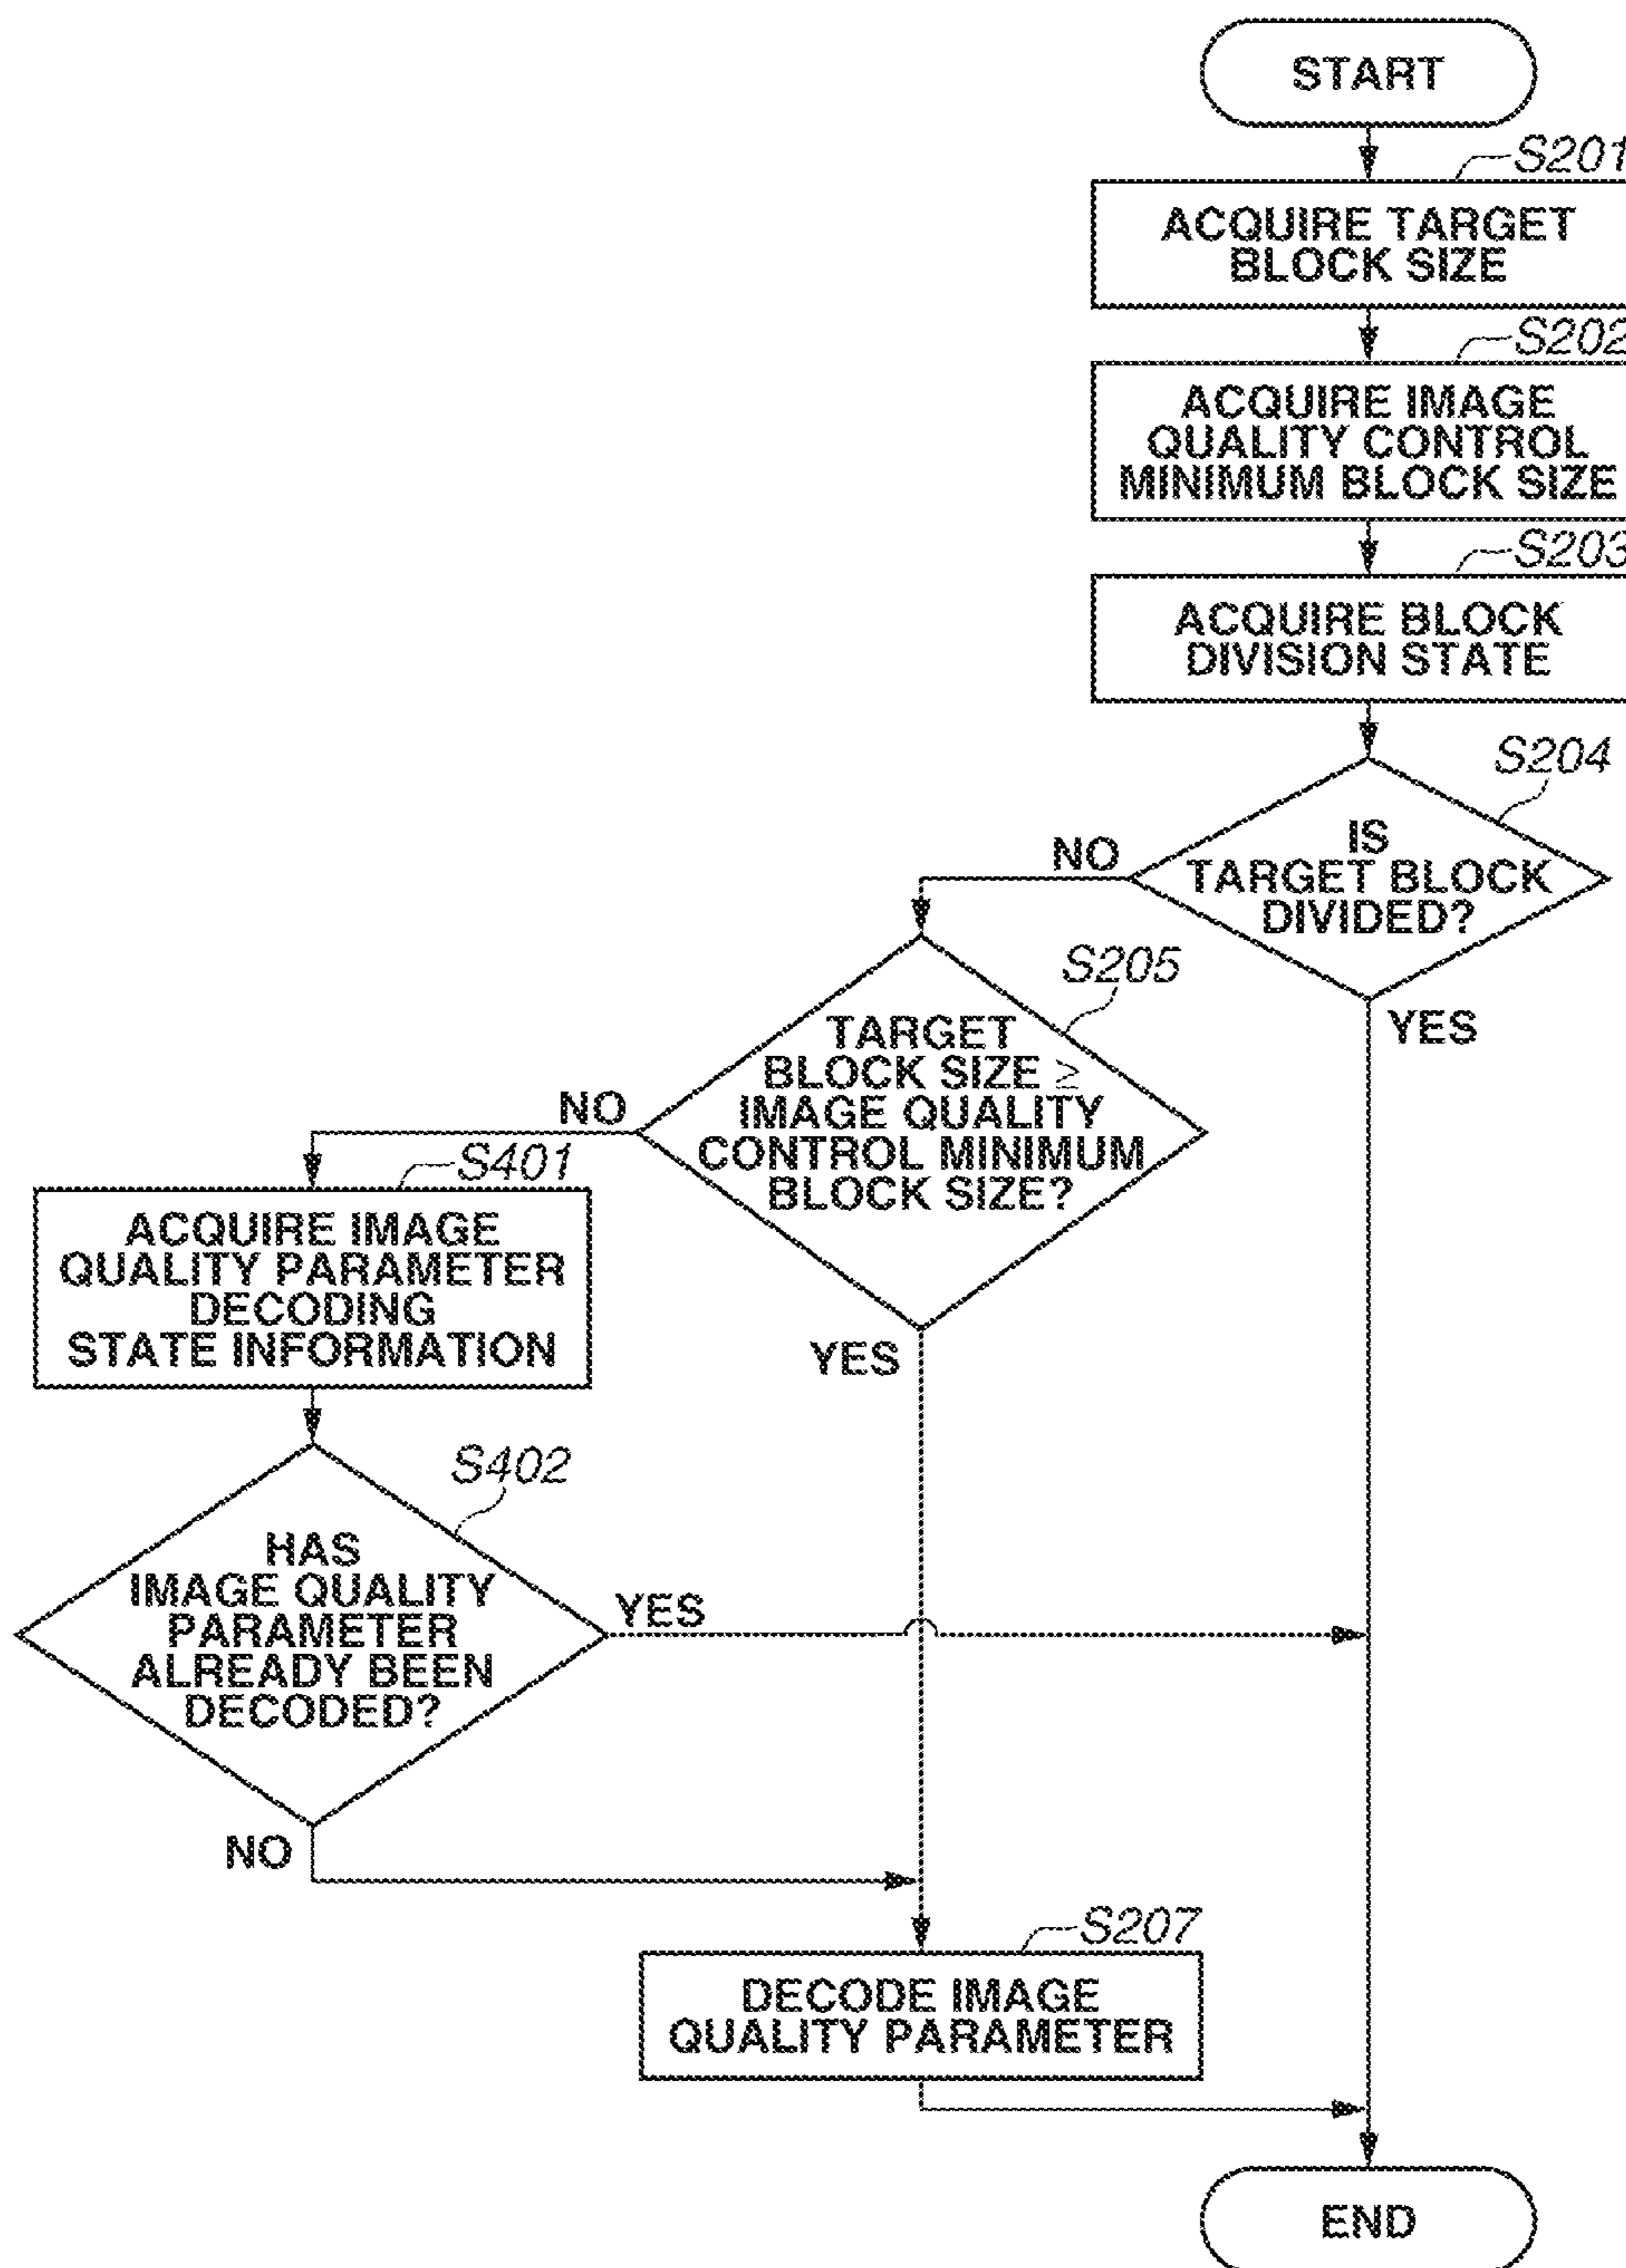 START
S201
ACQUIRE TARGET
BLOCK SIZE
S202
ACQUIRE IMAGE
QUALITY CONTROL
MINIMUM BLOCK SIZE
S203
ACQUIRE BLOCK
DIVISION STATE
S204
IS
TARGET BLOCK
DIVIDED?
NO
YES
S205
TARGET
BLOCK SIZE ≥
IMAGE QUALITY
CONTROL MINIMUM
BLOCK SIZE?
NO
YES
S401
ACQUIRE IMAGE
QUALITY PARAMETER
DECODING
STATE INFORMATION
S402
HAS
IMAGE QUALITY
PARAMETER
ALREADY BEEN
DECODED?
YES
NO
S207
DECODE IMAGE
QUALITY PARAMETER
END